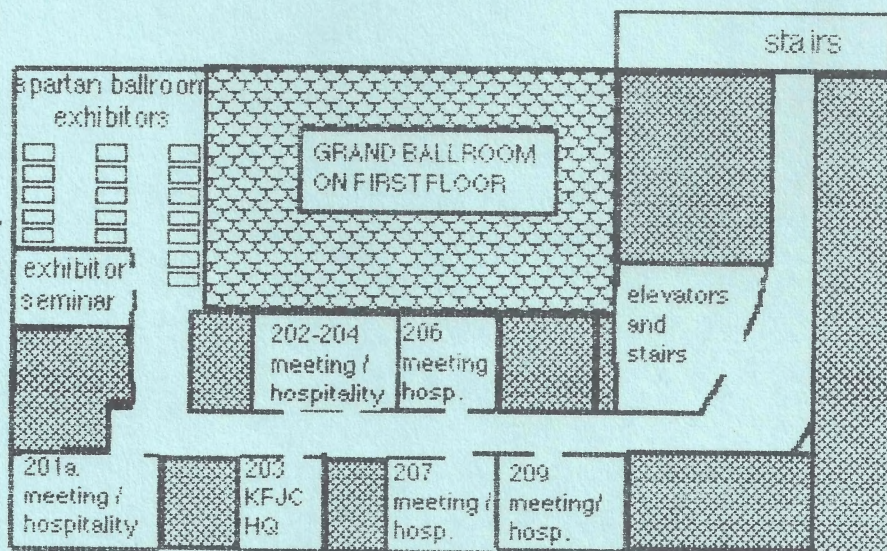 stairs
spartan ballroom
exhibitors
GRAND BALLROOM
ON FIRST FLOOR
exhibitor
seminar
elevators
and
stairs
202-204
meeting /
hospitality
206
meeting
hosp.
201a
meeting /
hospitality
203
KFJC
HQ
207
meeting /
hosp.
209
meeting/
hosp.